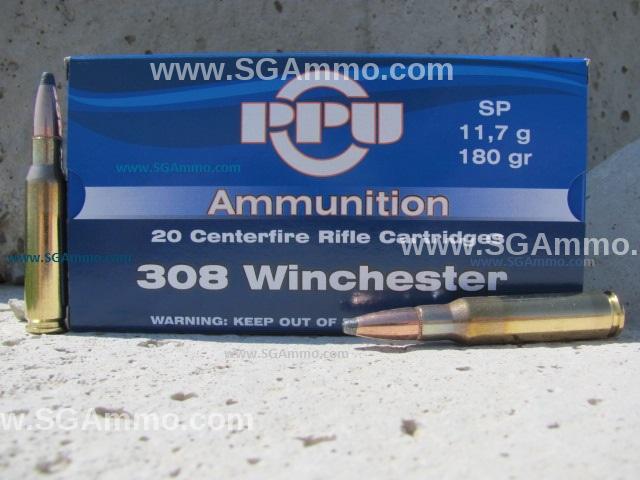 www.SGAmmo.com
PPU
SP
11,7 g
180 gr
www.SGAmmo.com
Ammunition
20 Centerfire Rifle Cartridges
www.SGAmmo.
www.SGAmmo.com
www.SGAmmo.com
308 Winchester
WARNING: KEEP OUT OF
www.SGAmmo.com
www.SGAmmo.com
www.SGAmmo.com